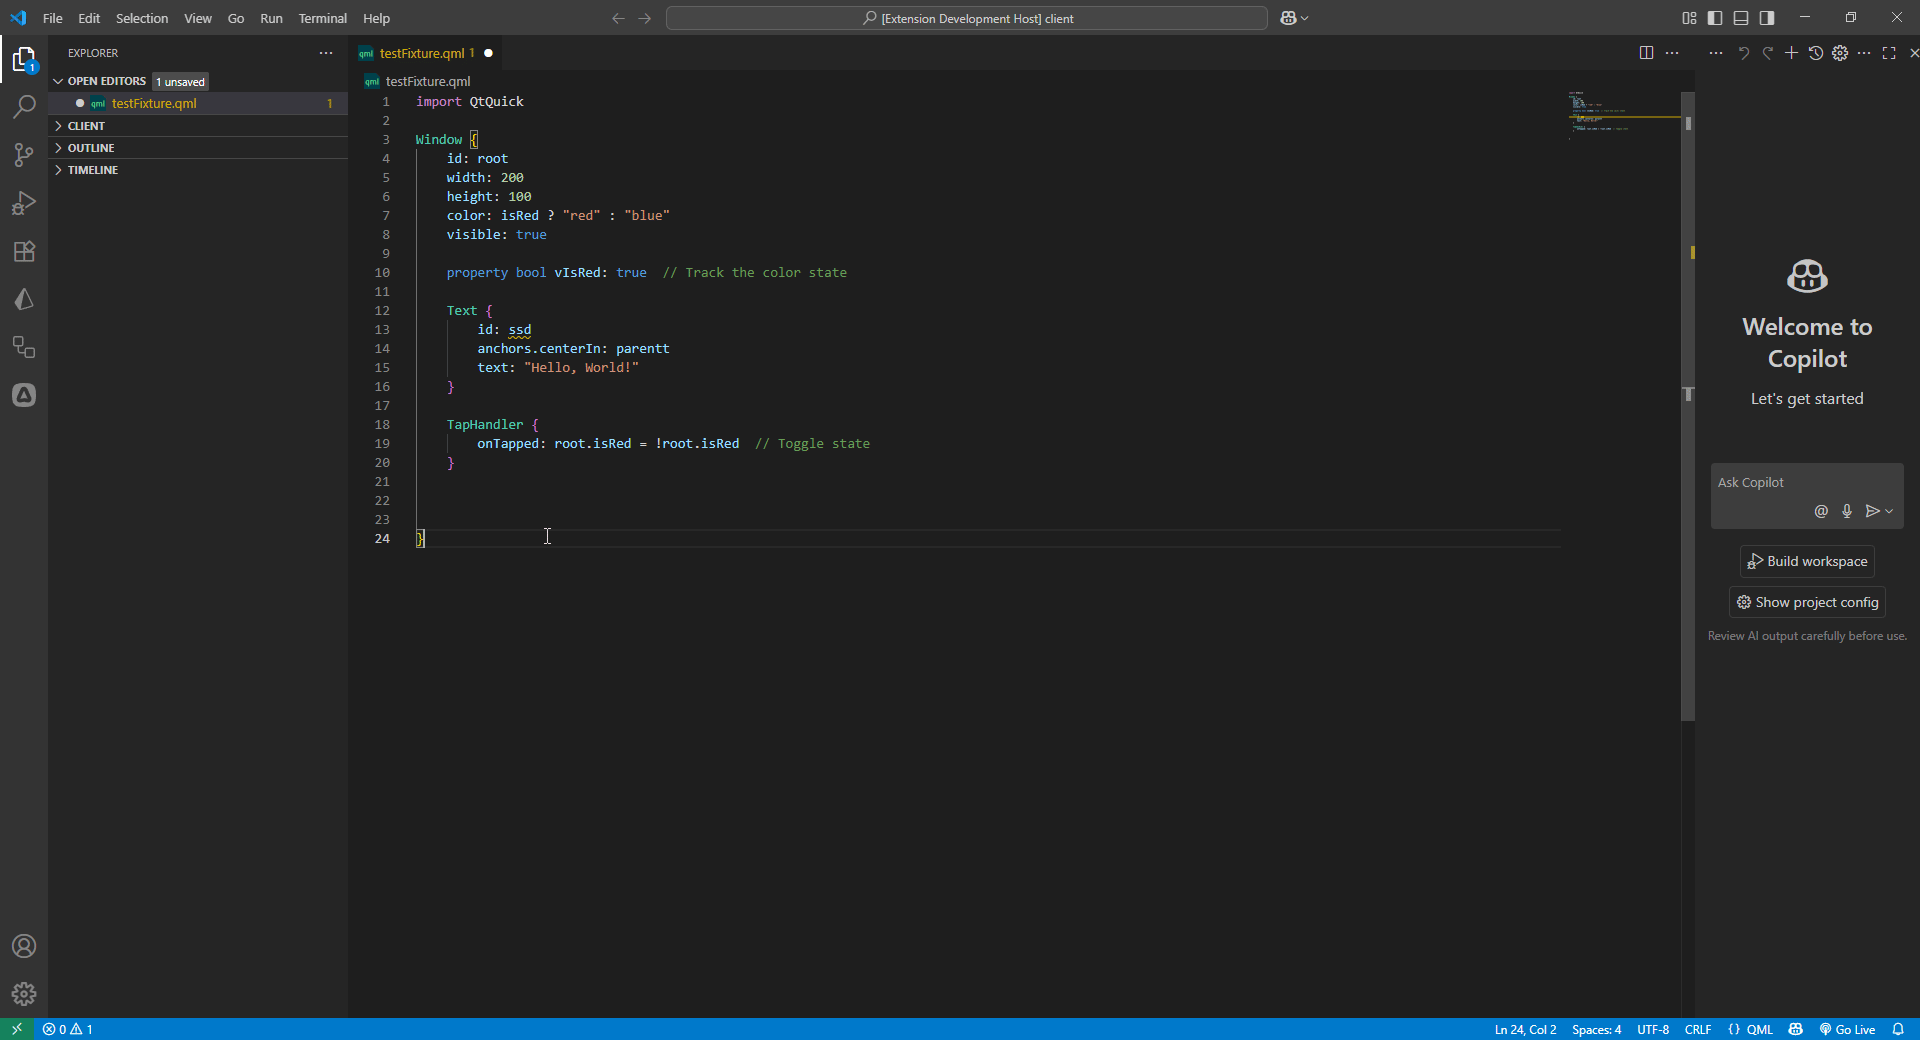 File Edit Selection View Go Run Terminal Help
[Extension Development Host] client
EXPLORER
OPEN EDITORS 1 unsaved
qml testFixture.qml 1
CLIENT
OUTLINE
TIMELINE
1
qml testFixture.qml 1
qml testFixture.qml
1 import QtQuick
2
3 Window {
4 id: root
5 width: 200
6 height: 100
7 color: isRed ? "red" : "blue"
8 visible: true
9
10 property bool vIsRed: true // Track the color state
11
12 Text {
13 id: ssd
14 anchors.centerIn: parentt
15 text: "Hello, World!"
16 }
17
18 TapHandler {
19 onTapped: root.isRed = !root.isRed // Toggle state
20 }
21
22
23
24 }
Welcome to
Copilot
Let's get started
Ask Copilot
@
Build workspace
Show project config
Review AI output carefully before use.
0 1
Ln 24, Col 2 Spaces: 4 UTF-8 CRLF {} QML Go Live